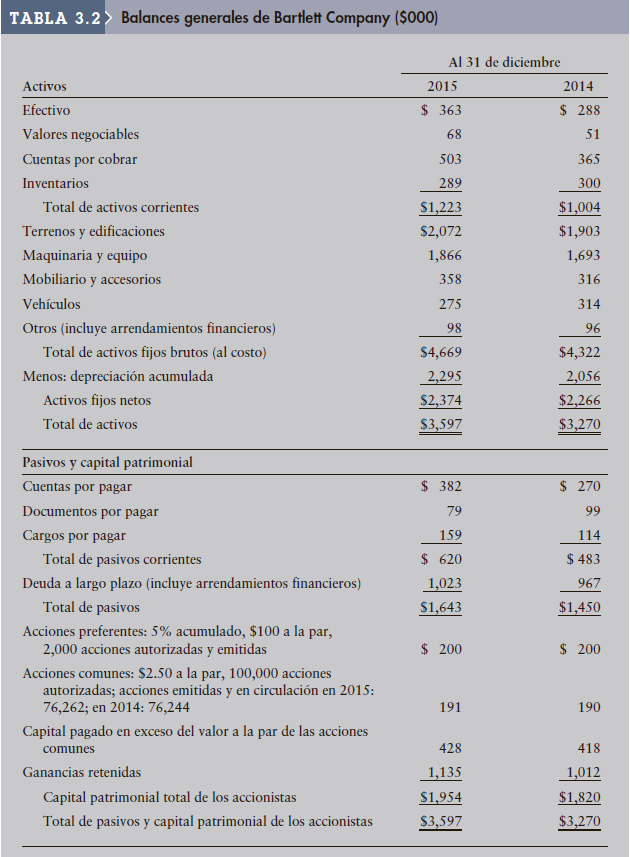 TABLA 3.2 Balances generales de Bartlett Company ($000)
Al 31 de diciembre
Activos 2015 2014
Efectivo $ 363 $ 288
Valores negociables 68 51
Cuentas por cobrar 503 365
Inventarios 289 300
Total de activos corrientes $1,223 $1,004
Terrenos y edificaciones $2,072 $1,903
Maquinaria y equipo 1,866 1,693
Mobiliario y accesorios 358 316
Vehículos 275 314
Otros (incluye arrendamientos financieros) 98 96
Total de activos fijos brutos (al costo) $4,669 $4,322
Menos: depreciación acumulada 2,295 2,056
Activos fijos netos $2,374 $2,266
Total de activos $3,597 $3,270
Pasivos y capital patrimonial
Cuentas por pagar $ 382 $ 270
Documentos por pagar 79 99
Cargos por pagar 159 114
Total de pasivos corrientes $ 620 $ 483
Deuda a largo plazo (incluye arrendamientos financieros) 1,023 967
Total de pasivos $1,643 $1,450
Acciones preferentes: 5% acumulado, $100 a la par,
2,000 acciones autorizadas y emitidas $ 200 $ 200
Acciones comunes: $2.50 a la par, 100,000 acciones
autorizadas; acciones emitidas y en circulación en 2015:
76,262; en 2014: 76,244 191 190
Capital pagado en exceso del valor a la par de las acciones
comunes 428 418
Ganancias retenidas 1,135 1,012
Capital patrimonial total de los accionistas $1,954 $1,820
Total de pasivos y capital patrimonial de los accionistas $3,597 $3,270